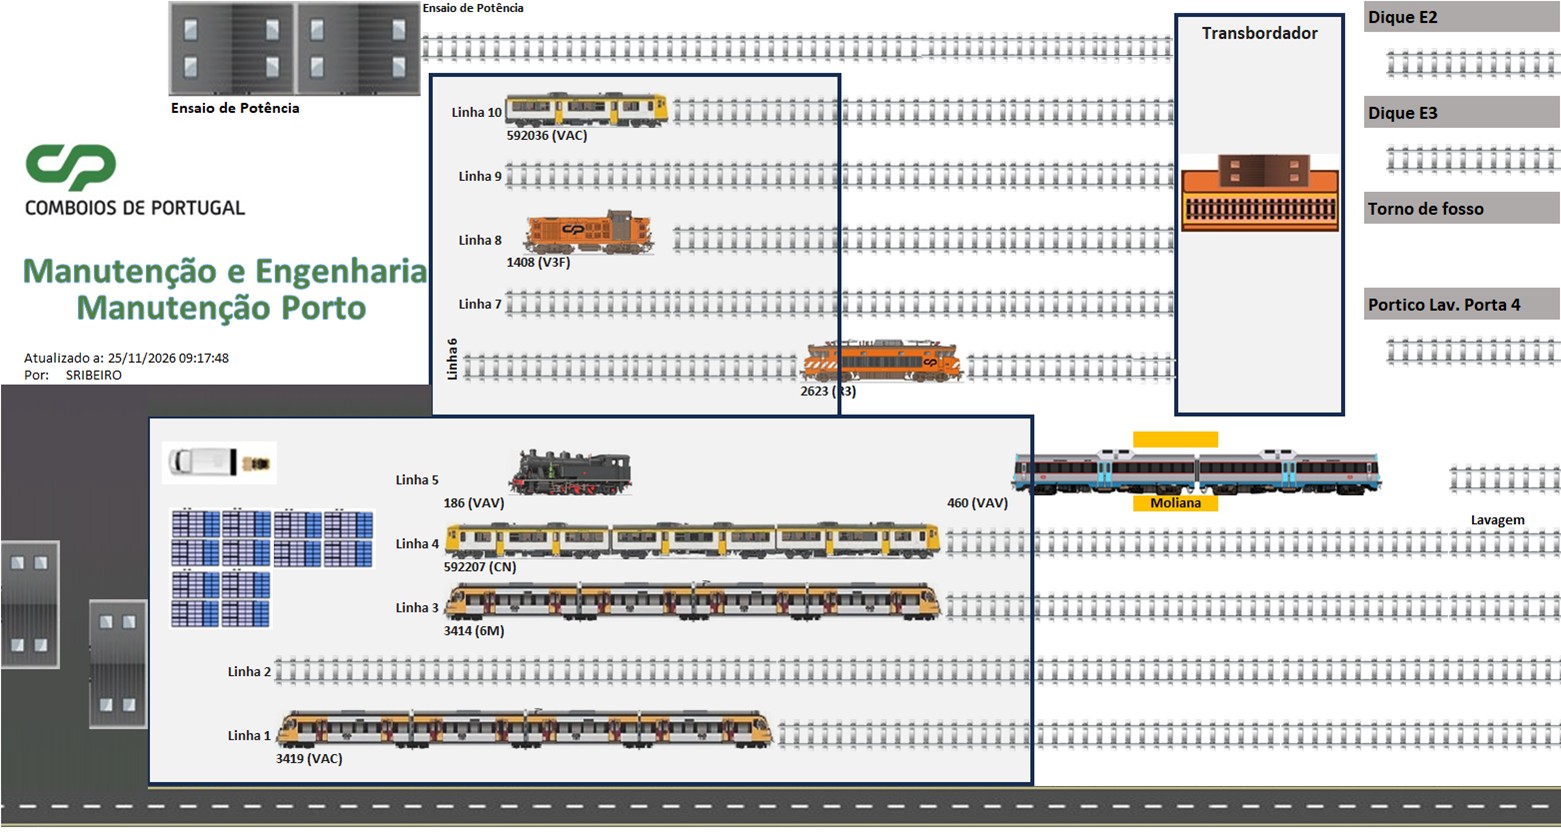 Ensaio de Potência
Ensaio de Potência
COMBOIOS DE PORTUGAL
Manutenção e Engenharia
Manutenção Porto
Atualizado a: 25/11/2026 09:17:48
Por: SRIBEIRO
Linha 10
592036 (VAC)
Linha 9
Linha 8
1408 (V3F)
Linha 7
Linha 6
2623 (R3)
Transbordador
Dique E2
Dique E3
Torno de fosso
Portico Lav. Porta 4
Linha 5
186 (VAV)
460 (VAV)
Moliana
Lavagem
Linha 4
592207 (CN)
Linha 3
3414 (6M)
Linha 2
Linha 1
3419 (VAC)